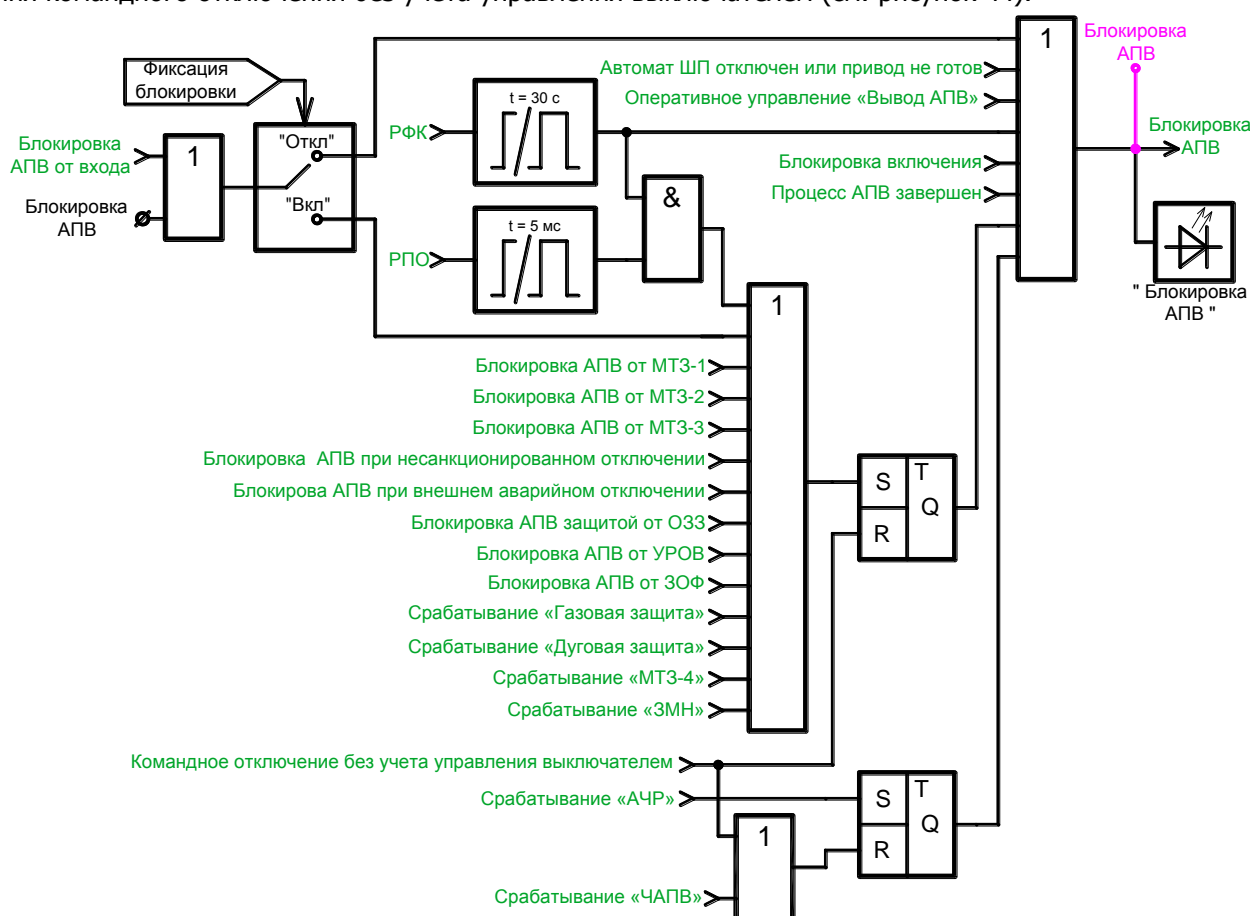 Блокировка
АПВ
1
Фиксация
блокировки
Автомат ШП отключен или привод не готов
t = 30 с
Оперативное управление «Вывод АПВ»
Блокировка
АПВ
"Откл"
РФК
Блокировка
АПВ от входа
1
Блокировка включения
Процесс АПВ завершен
"Вкл"
Блокировка
АПВ
&
t = 5 мс
РПО
" Блокировка
АПВ "
1
Блокировка АПВ от МТЗ-1
Блокировка АПВ от МТЗ-2
Блокировка АПВ от МТЗ-3
Блокировка АПВ при несанкционированном отключении
Блокирова АПВ при внешнем аварийном отключении
Блокировка АПВ защитой от ОЗЗ
Блокировка АПВ от УРОВ
Блокировка АПВ от ЗОФ
Срабатывание «Газовая защита»
Срабатывание «Дуговая защита»
Срабатывание «МТЗ-4»
Срабатывание «ЗМН»
S T
Q
R
Командное отключение без учета управления выключателем
Срабатывание «АЧР»
S T
Q
R
1
Срабатывание «ЧАПВ»